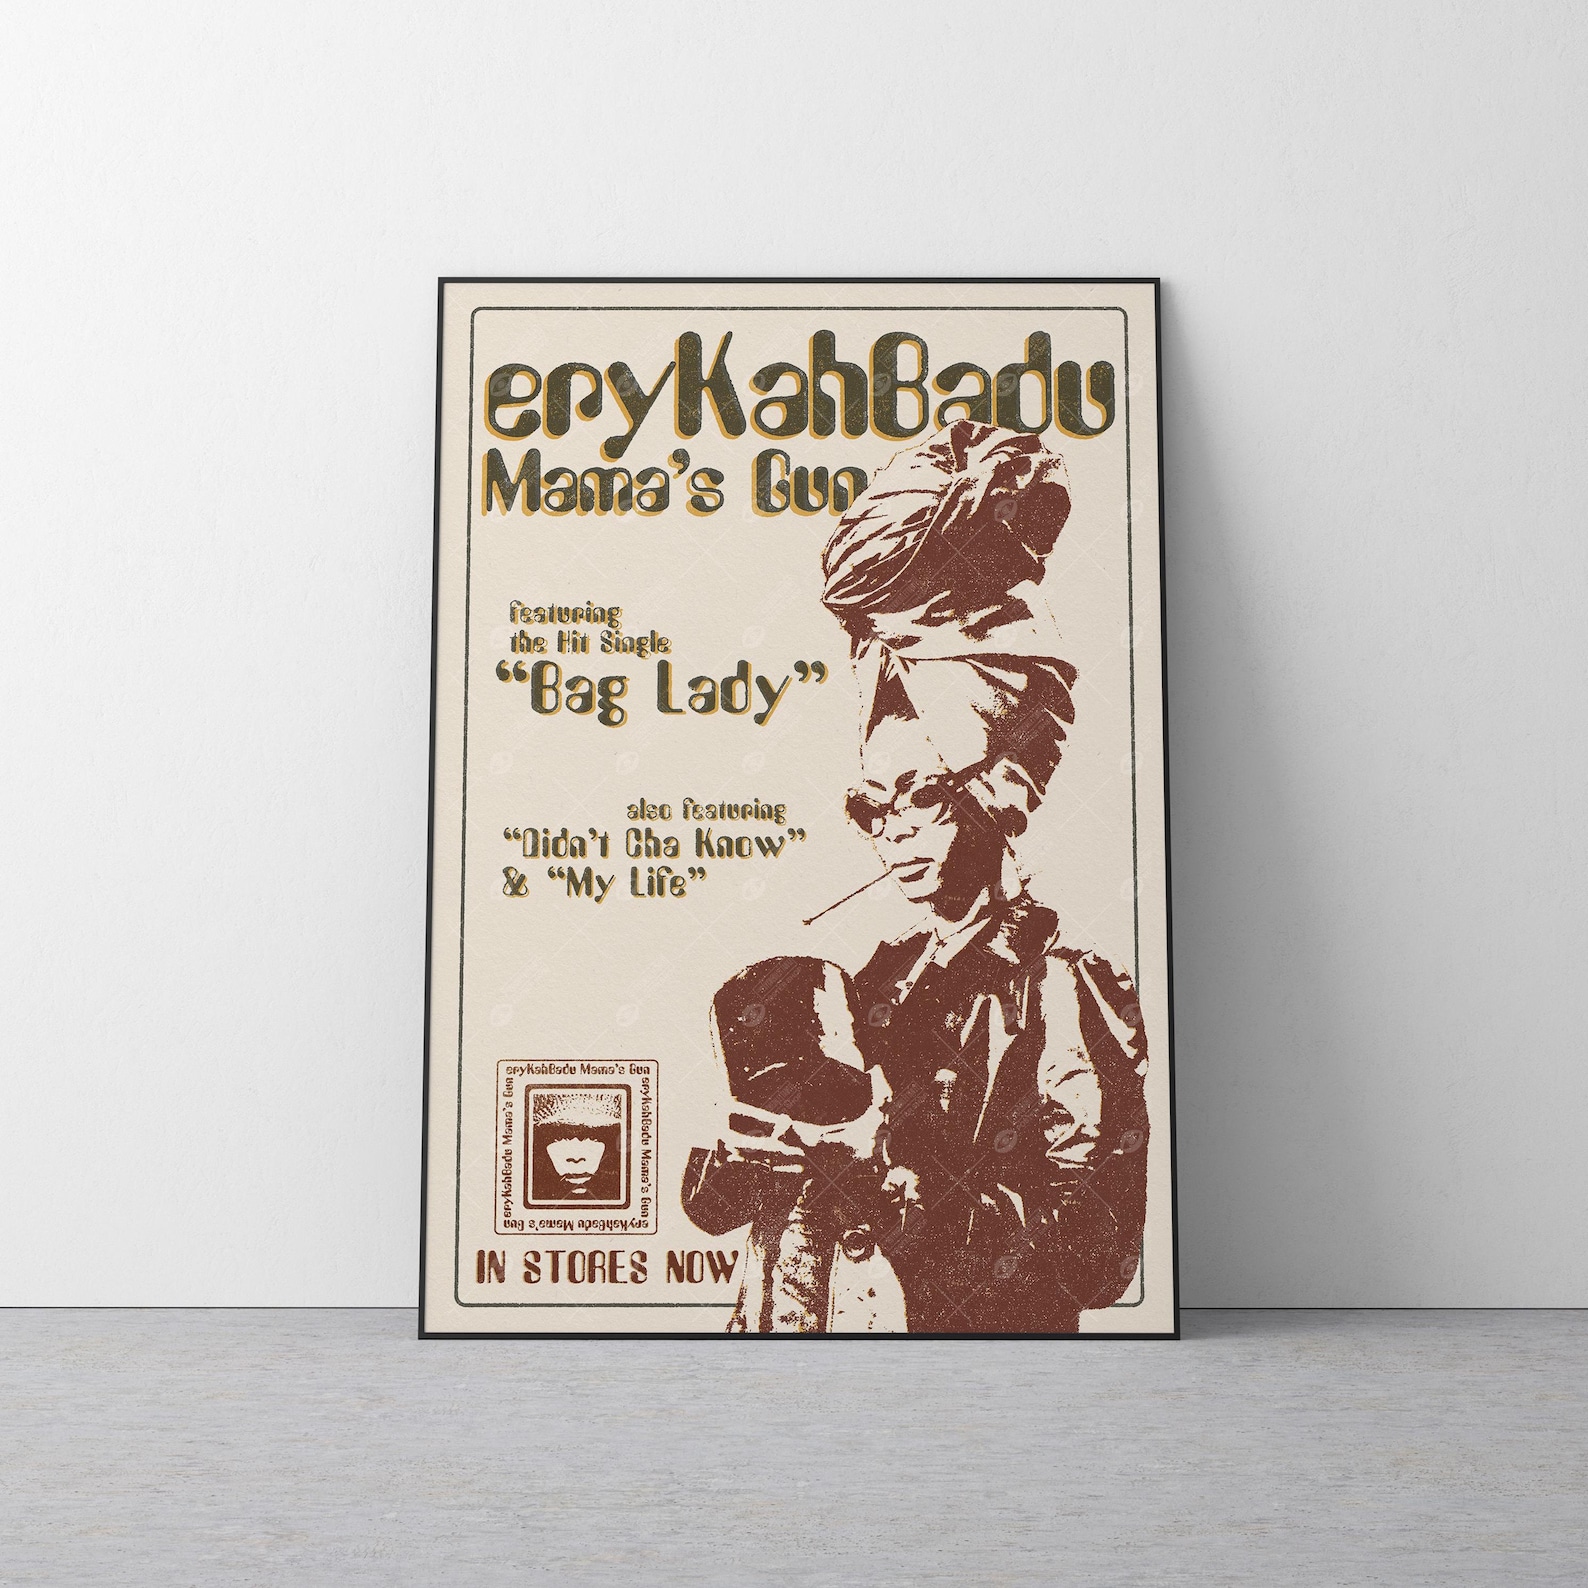 eryKahBadu
Mama's Gun
featuring
the Hit Single
“Bag Lady”
also featuring
“Didn't Cha Know”
& “My Life”
eryKahBadu Mama's Gun
eryKahBadu Mama's Gun
eryKahBadu Mama's Gun
eryKahBadu Mama's Gun
IN STORES NOW